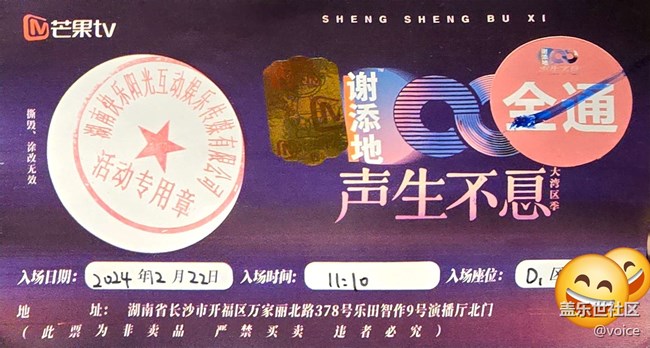 芒果tv
SHENG SHENG BU XI
湖南快乐阳光互动娱乐传媒有限公司
活动专用章
撕毁、涂改无效
谢添地
全通
声生不息
大湾区季
入场日期：2024年2月22日
入场时间：11:10
入场座位：D，区
地 址：湖南省长沙市开福区万家丽北路378号乐田智作9号演播厅北门
（此票为非卖品 严禁买卖 违者必究）
盖乐世社区
@voice